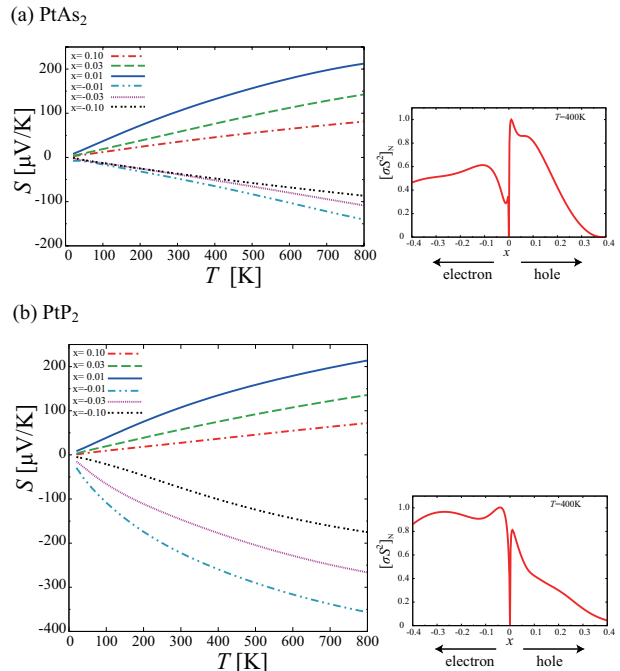 (a) PtAs2
x= 0.10
x= 0.03
x= 0.01
x=-0.01
x=-0.03
x=-0.10
200
100
0
-100
-200
S [μV/K]
0 100 200 300 400 500 600 700 800
T [K]
T=400K
1.0
0.8
0.6
0.4
0.2
0
[σS2]N
-0.4 -0.3 -0.2 -0.1 0 0.1 0.2 0.3 0.4
x
electron hole
(b) PtP2
x= 0.10
x= 0.03
x= 0.01
x=-0.01
x=-0.03
x=-0.10
200
100
0
-100
-200
-300
-400
S [μV/K]
0 100 200 300 400 500 600 700 800
T [K]
T=400K
1.0
0.8
0.6
0.4
0.2
0
[σS2]N
-0.4 -0.3 -0.2 -0.1 0 0.1 0.2 0.3 0.4
x
electron hole